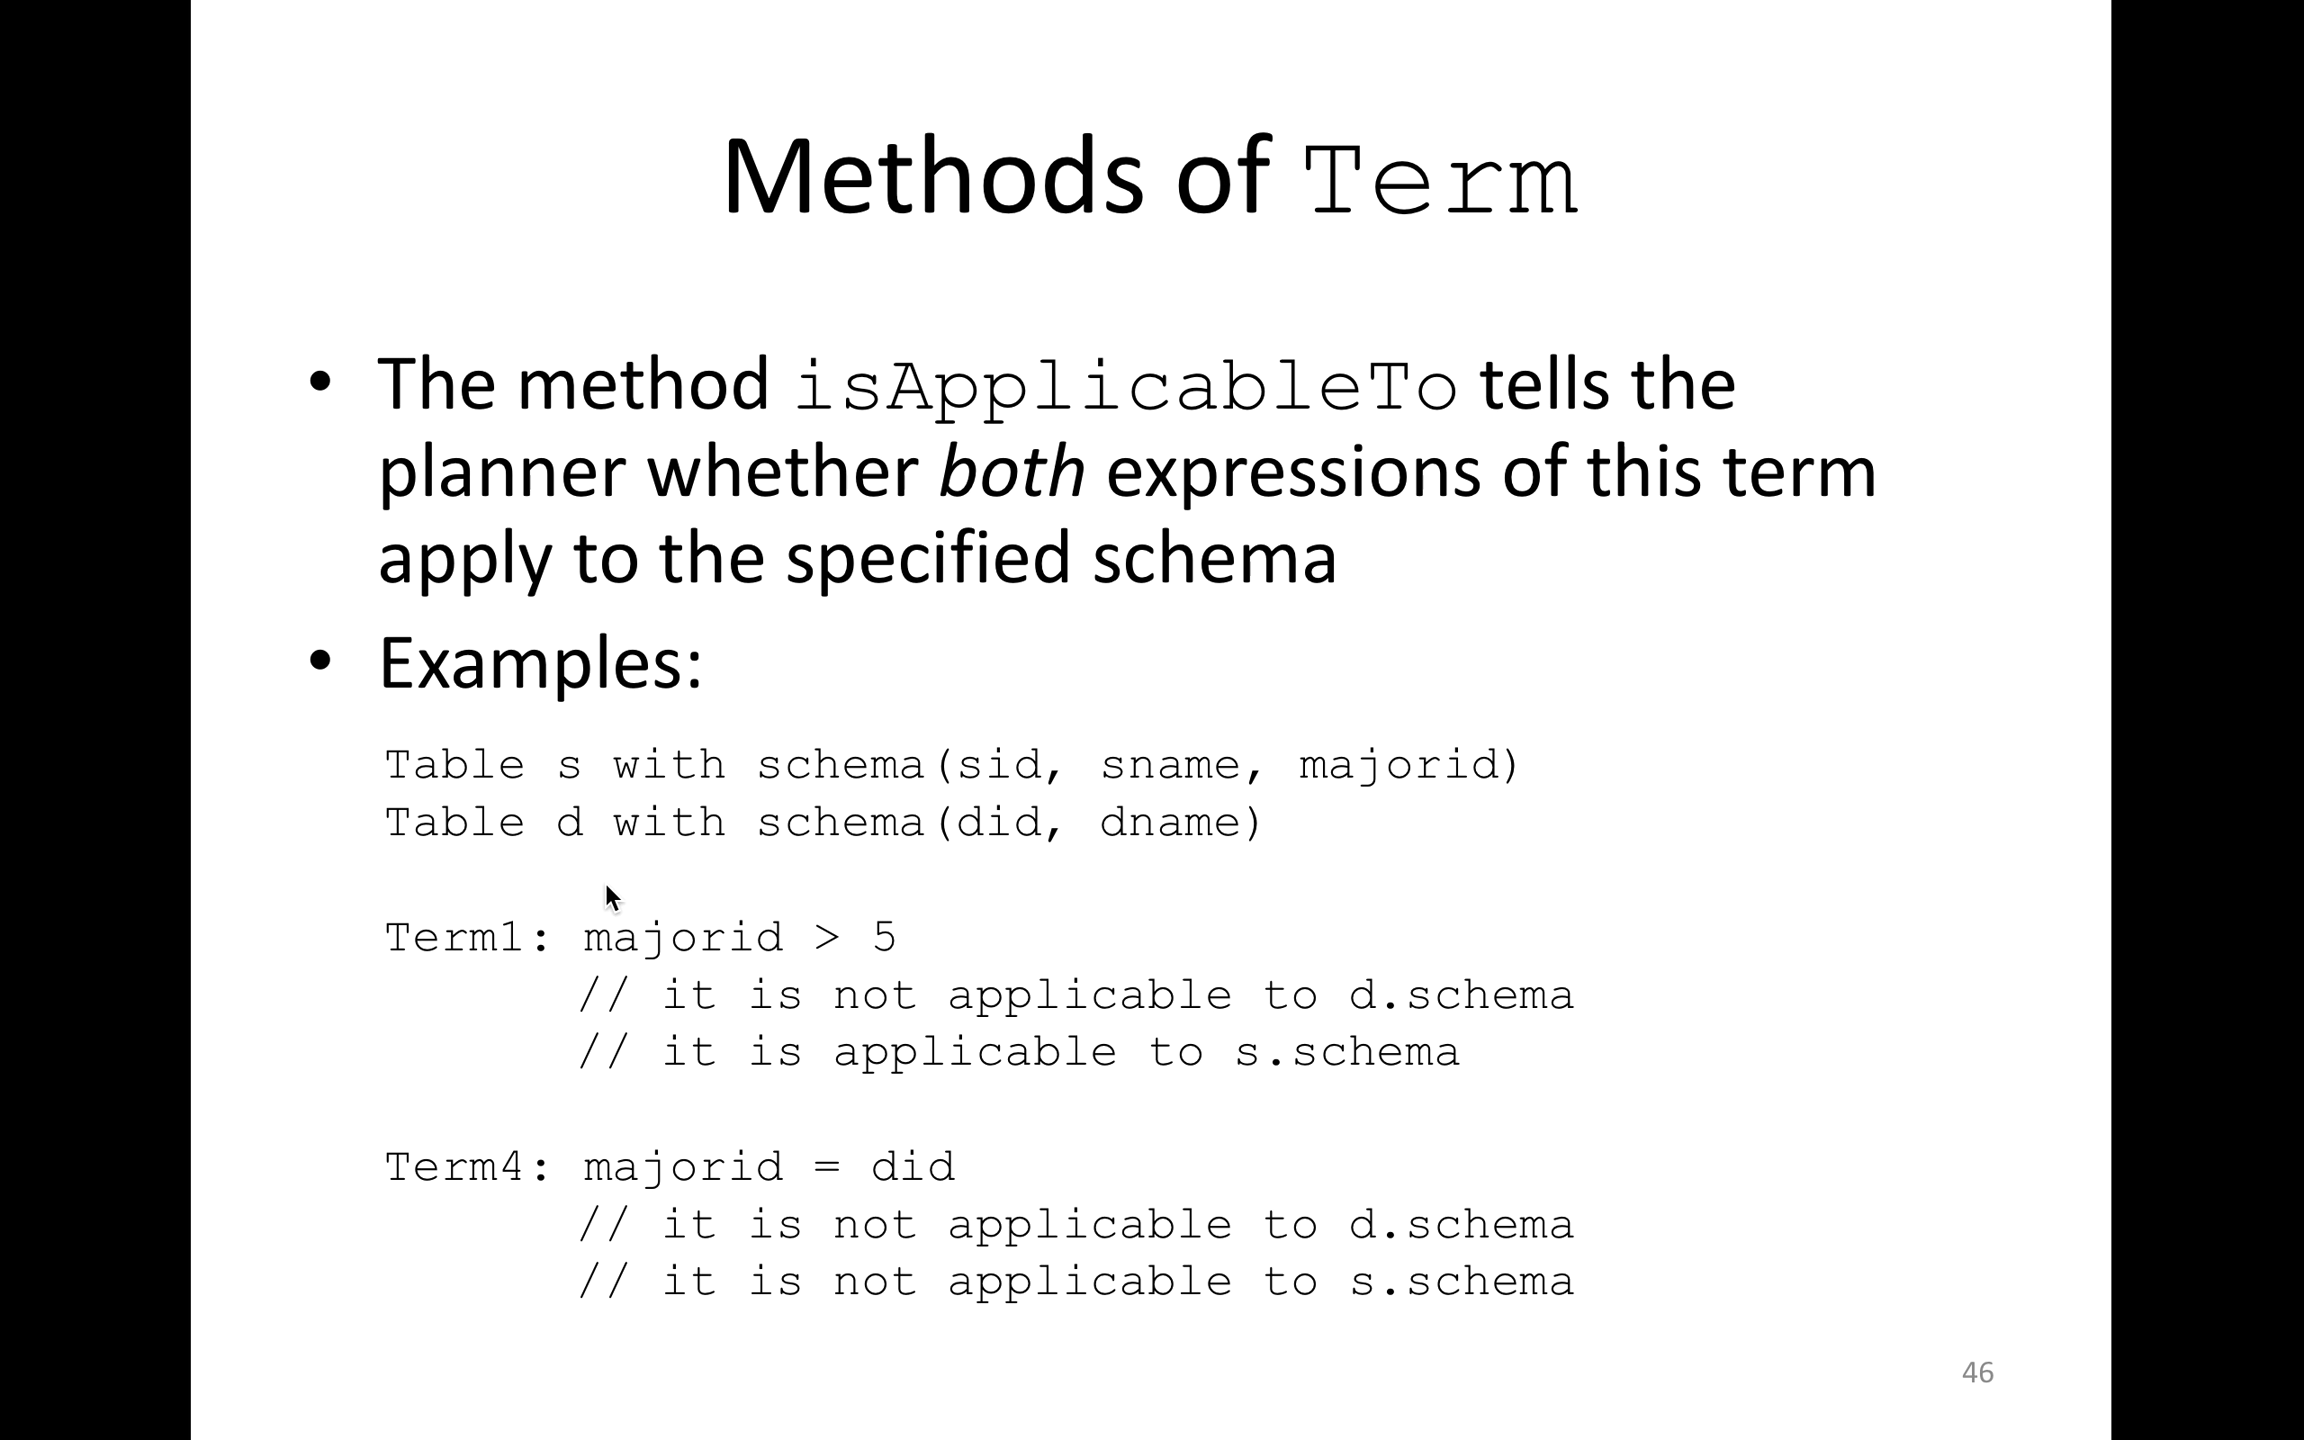 Methods of Term
• The method isApplicableTo tells the
planner whether both expressions of this term
apply to the specified schema
• Examples:
Table s with schema(sid, sname, majorid)
Table d with schema(did, dname)
Term1: majorid > 5
// it is not applicable to d.schema
// it is applicable to s.schema
Term4: majorid = did
// it is not applicable to d.schema
// it is not applicable to s.schema
46